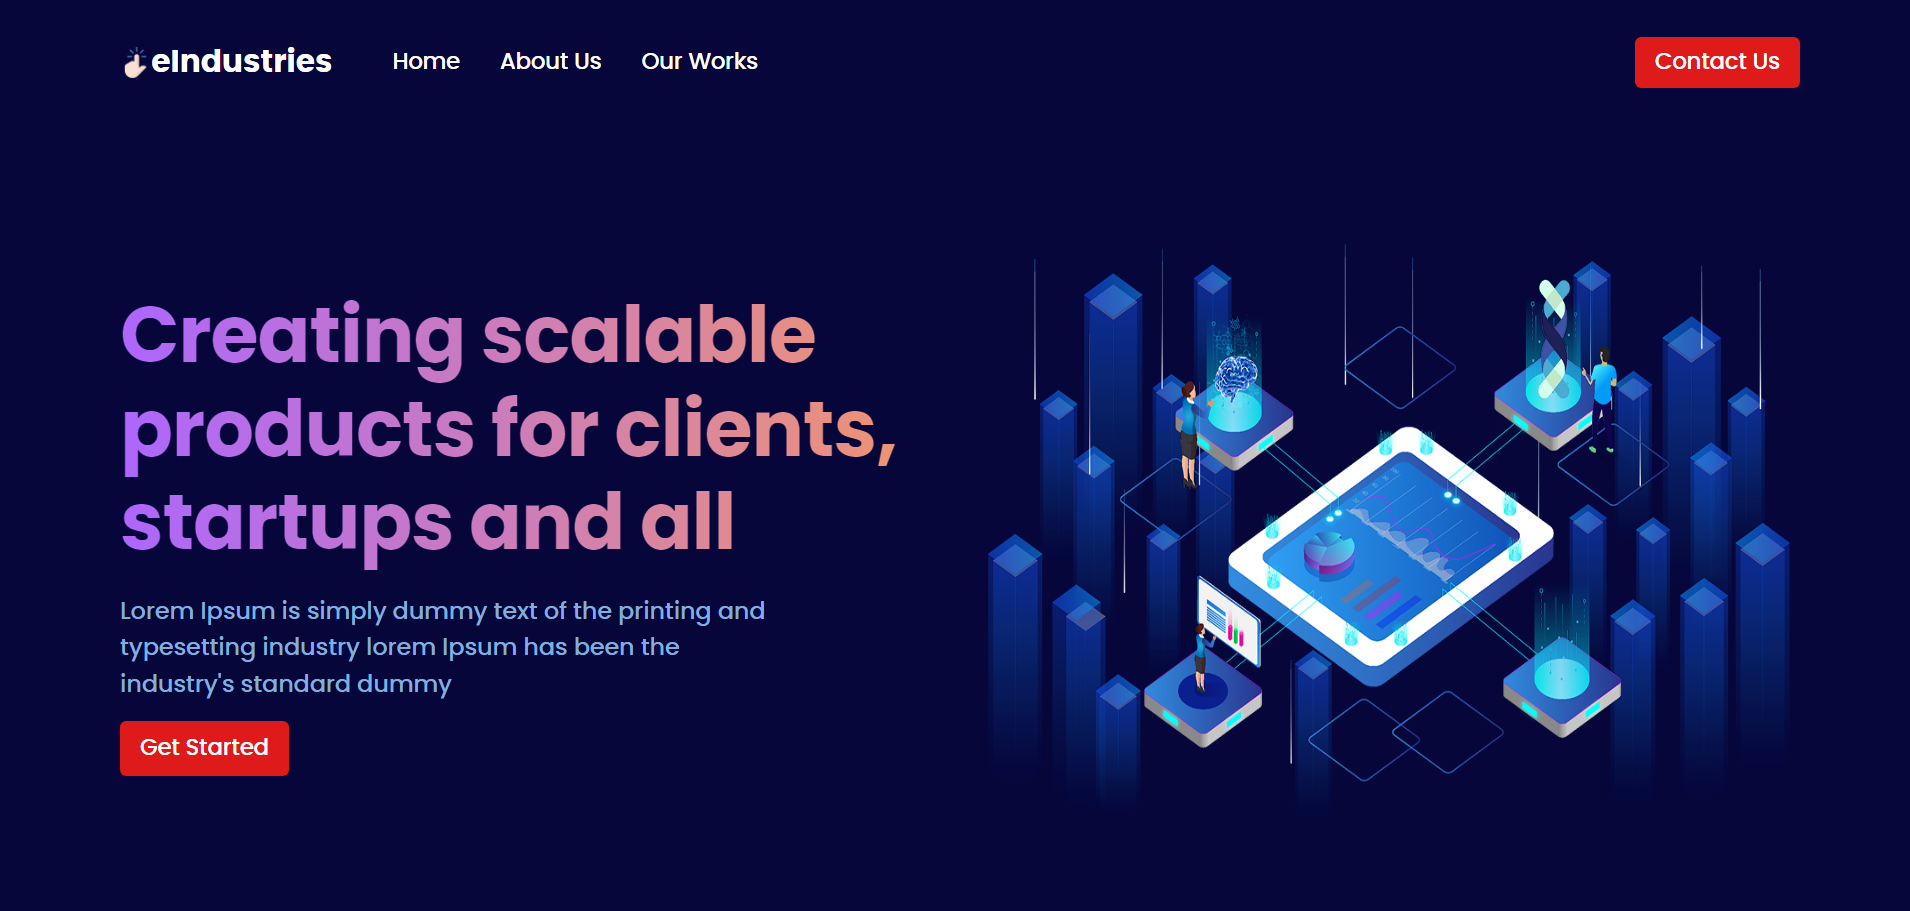 eIndustries
Home
About Us
Our Works
Contact Us
Creating scalable
products for clients,
startups and all
Lorem Ipsum is simply dummy text of the printing and
typesetting industry lorem Ipsum has been the
industry's standard dummy
Get Started